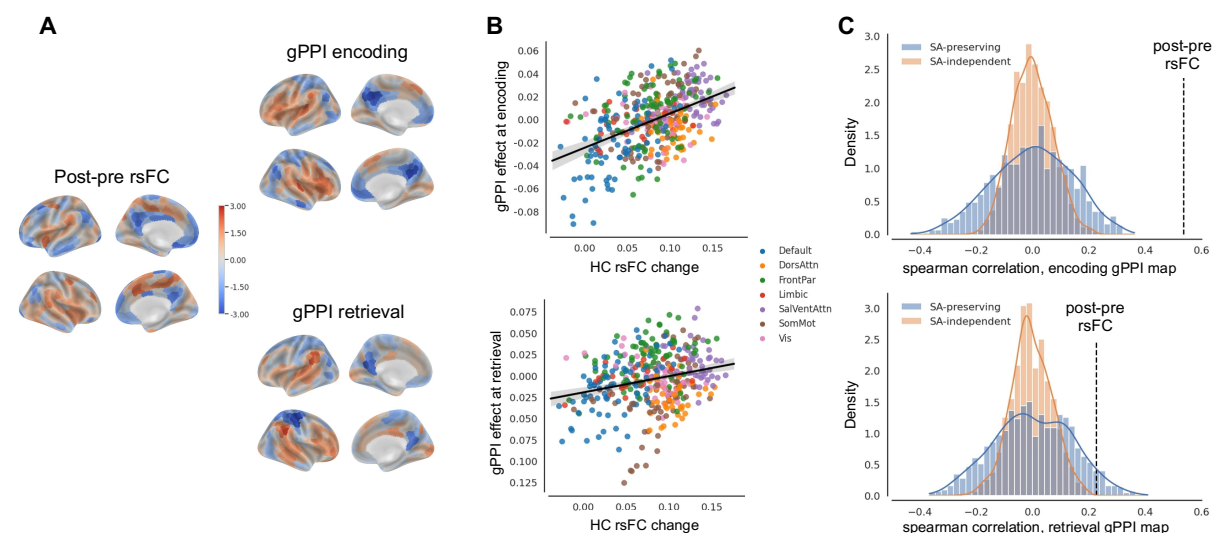 A
gPPI encoding
Post-pre rsFC
3.00
1.50
0.00
-1.50
-3.00
gPPI retrieval
B
gPPI effect at encoding
0.06
0.04
0.02
0.00
-0.02
-0.04
-0.06
-0.08
0.00 0.05 0.10 0.15
HC rsFC change
Default
DorsAttn
FrontPar
Limbic
SalVentAttn
SomMot
Vis
gPPI effect at retrieval
0.075
0.050
0.025
0.000
0.025
0.050
0.075
0.100
0.125
0.00 0.05 0.10 0.15
HC rsFC change
C
SA-preserving
SA-independent
post-pre
rsFC
Density
3.0
2.5
2.0
1.5
1.0
0.5
0.0
−0.4 −0.2 0.0 0.2 0.4 0.6
spearman correlation, encoding gPPI map
SA-preserving
SA-independent
post-pre
rsFC
Density
3.0
2.5
2.0
1.5
1.0
0.5
0.0
−0.4 −0.2 0.0 0.2 0.4 0.6
spearman correlation, retrieval gPPI map